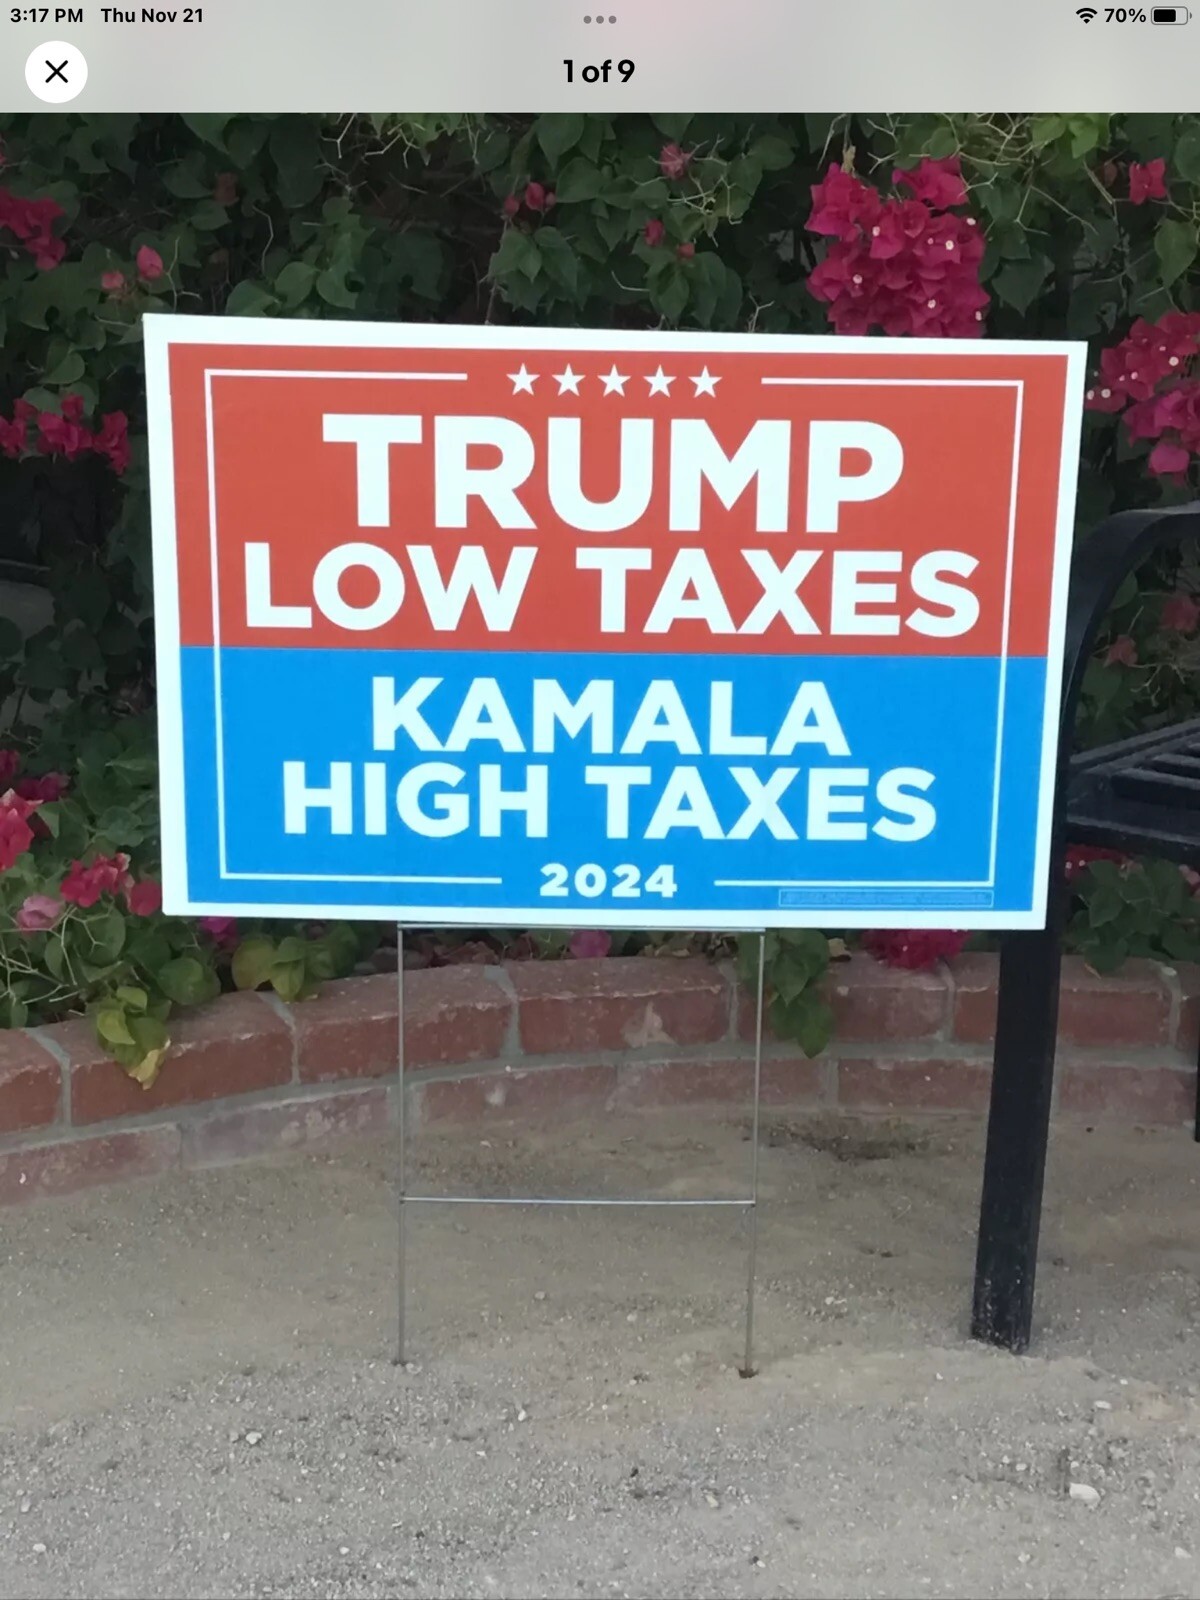 3:17 PM Thu Nov 21
70%
1 of 9
TRUMP
LOW TAXES
KAMALA
HIGH TAXES
2024